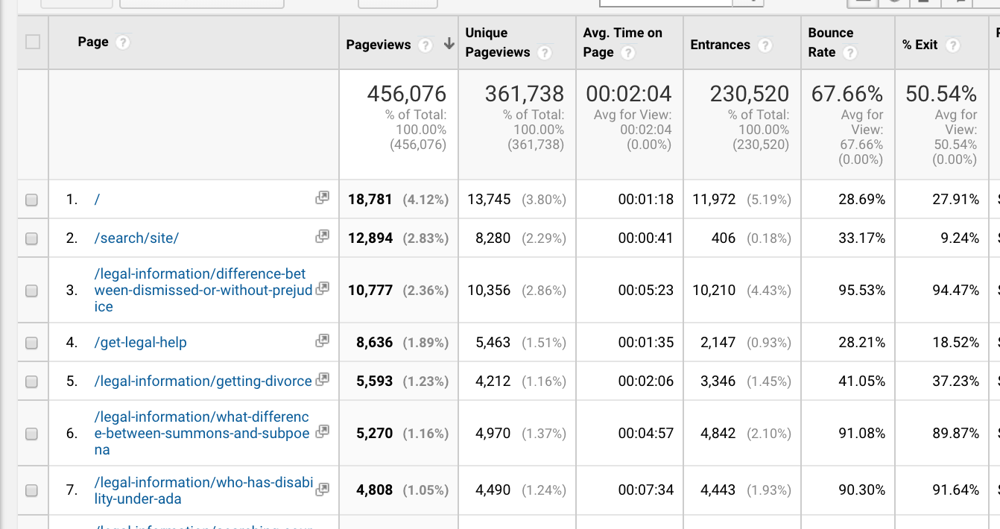 Page ?
Pageviews ?
Unique Pageviews ?
Avg. Time on Page ?
Entrances ?
Bounce Rate ?
% Exit ?
456,076
% of Total:
100.00%
(456,076)
361,738
% of Total:
100.00%
(361,738)
00:02:04
Avg for View:
00:02:04
(0.00%)
230,520
% of Total:
100.00%
(230,520)
67.66%
Avg for
View:
67.66%
(0.00%)
50.54%
Avg for
View:
50.54%
(0.00%)
1. / 18,781 (4.12%) 13,745 (3.80%) 00:01:18 11,972 (5.19%) 28.69% 27.91%
2. /search/site/ 12,894 (2.83%) 8,280 (2.29%) 00:00:41 406 (0.18%) 33.17% 9.24%
/legal-information/difference-bet
3. ween-dismissed-or-without-prejud 10,777 (2.36%) 10,356 (2.86%) 00:05:23 10,210 (4.43%) 95.53% 94.47%
ice
4. /get-legal-help 8,636 (1.89%) 5,463 (1.51%) 00:01:35 2,147 (0.93%) 28.21% 18.52%
5. /legal-information/getting-divorce 5,593 (1.23%) 4,212 (1.16%) 00:02:06 3,346 (1.45%) 41.05% 37.23%
/legal-information/what-differenc
6. e-between-summons-and-subpoe 5,270 (1.16%) 4,970 (1.37%) 00:04:57 4,842 (2.10%) 91.08% 89.87%
na
7. /legal-information/who-has-disabi 4,808 (1.05%) 4,490 (1.24%) 00:07:34 4,443 (1.93%) 90.30% 91.64%
lity-under-ada